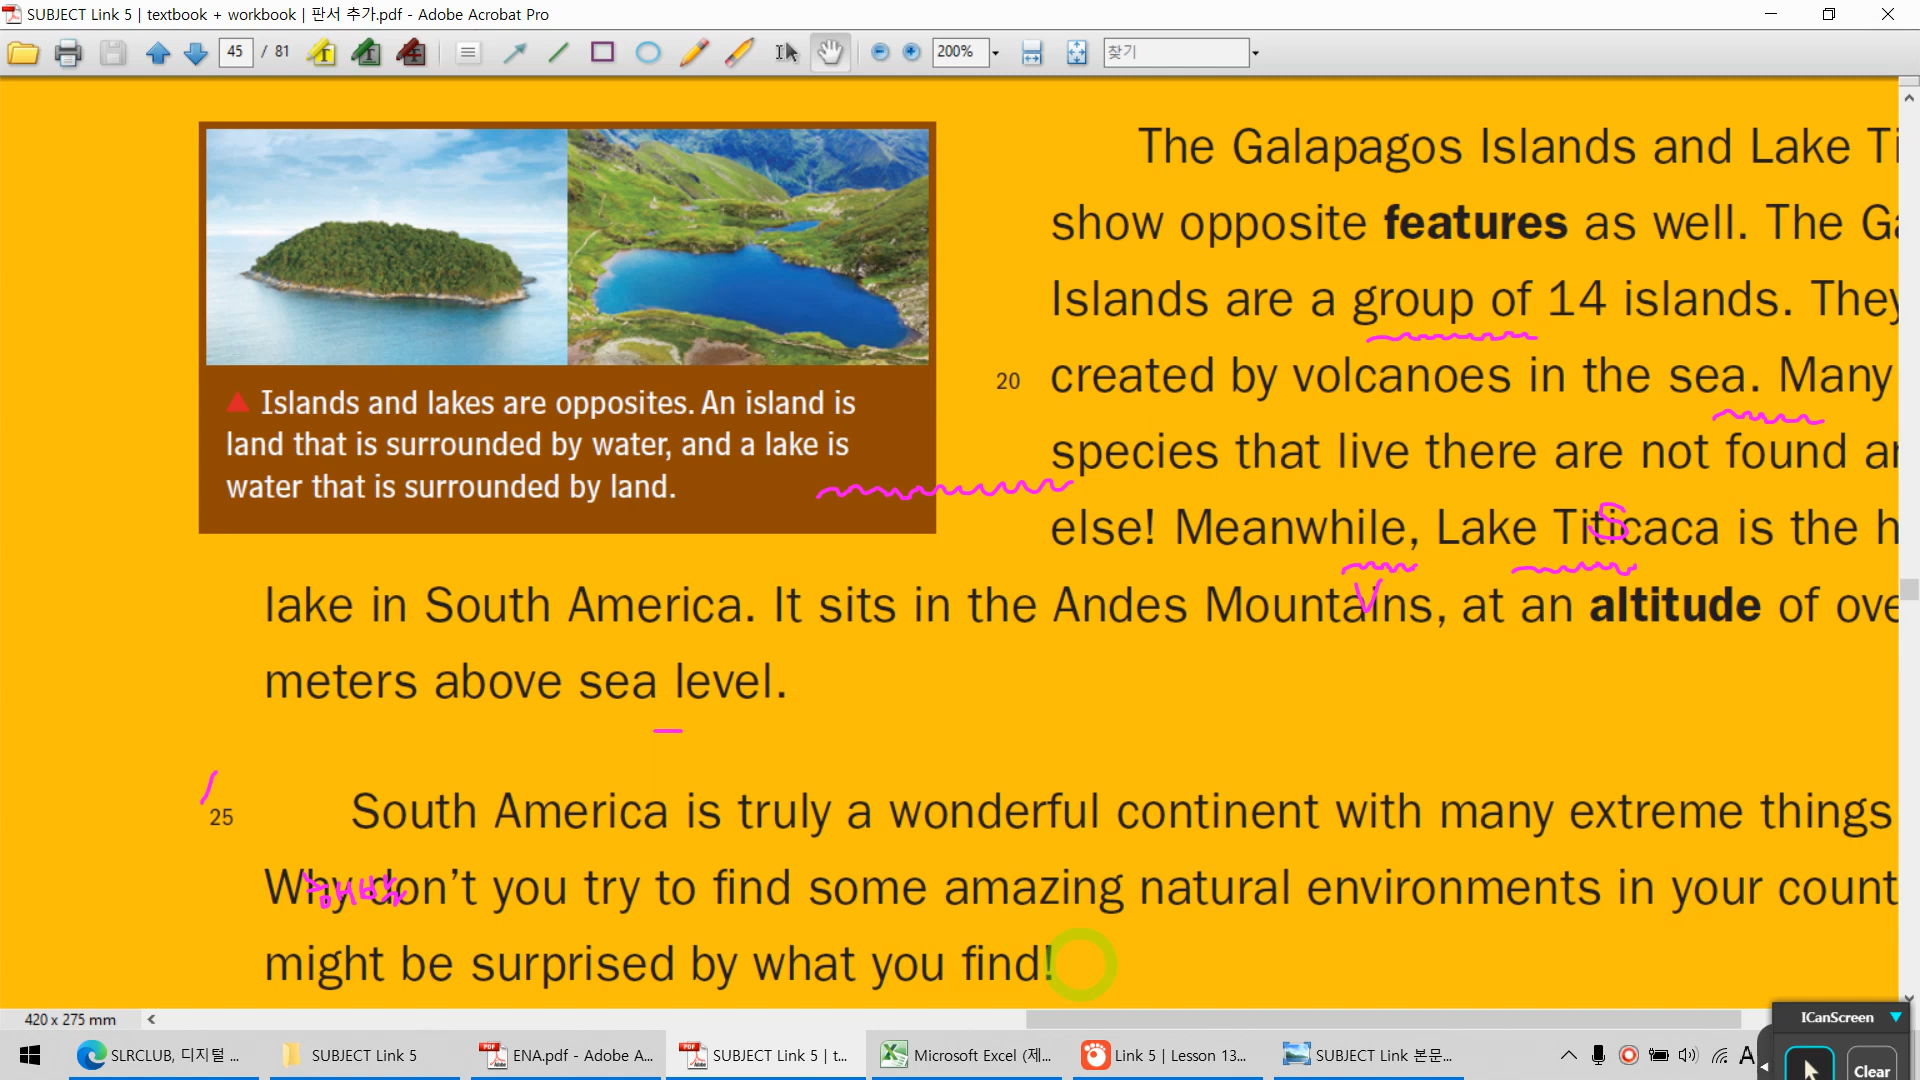 SUBJECT Link 5 | textbook + workbook | 판서 추가.pdf - Adobe Acrobat Pro
45 / 81
200%
찾기
▲ Islands and lakes are opposites. An island is
land that is surrounded by water, and a lake is
water that is surrounded by land.
The Galapagos Islands and Lake Ti
show opposite features as well. The Ga
Islands are a group of 14 islands. They
20 created by volcanoes in the sea. Many
species that live there are not found an
else! Meanwhile, Lake Titicaca is the h
S
lake in South America. It sits in the Andes Mountains, at an altitude of ove
V
meters above sea level.
25 South America is truly a wonderful continent with many extreme things
Why don't you try to find some amazing natural environments in your count
might be surprised by what you find!
420 x 275 mm
ICanScreen
SLRCLUB, 디지털 ...
SUBJECT Link 5
ENA.pdf - Adobe A...
SUBJECT Link 5 | t...
Microsoft Excel (제...
Link 5 | Lesson 13...
SUBJECT Link 본문...
A
Clear